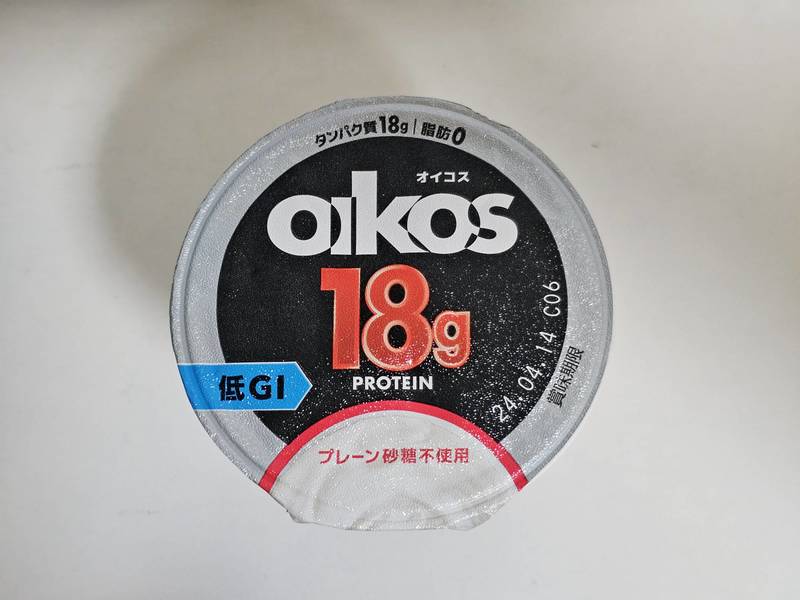 タンパク質18g｜脂肪0
オイコス
oikos
18g
PROTEIN
低GI
24.04.14 C06
賞味期限
プレーン砂糖不使用